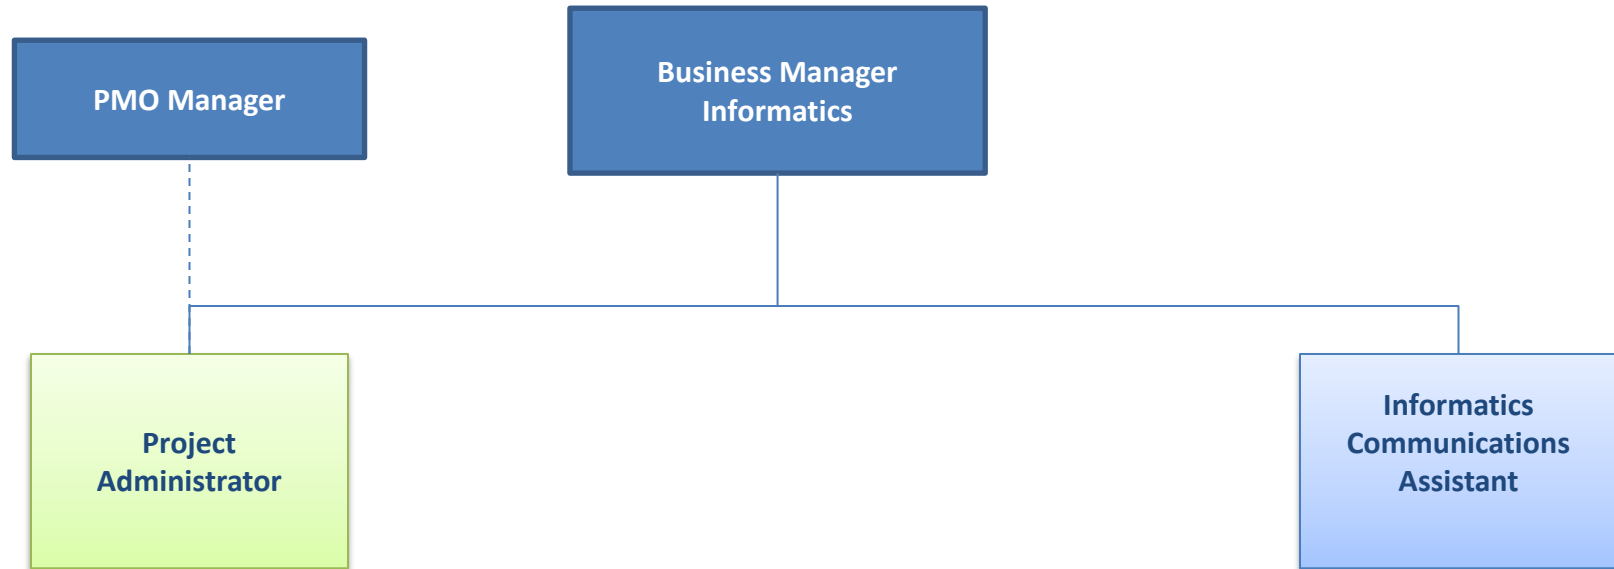 PMO Manager
Business Manager
Informatics
Project
Administrator
Informatics
Communications
Assistant